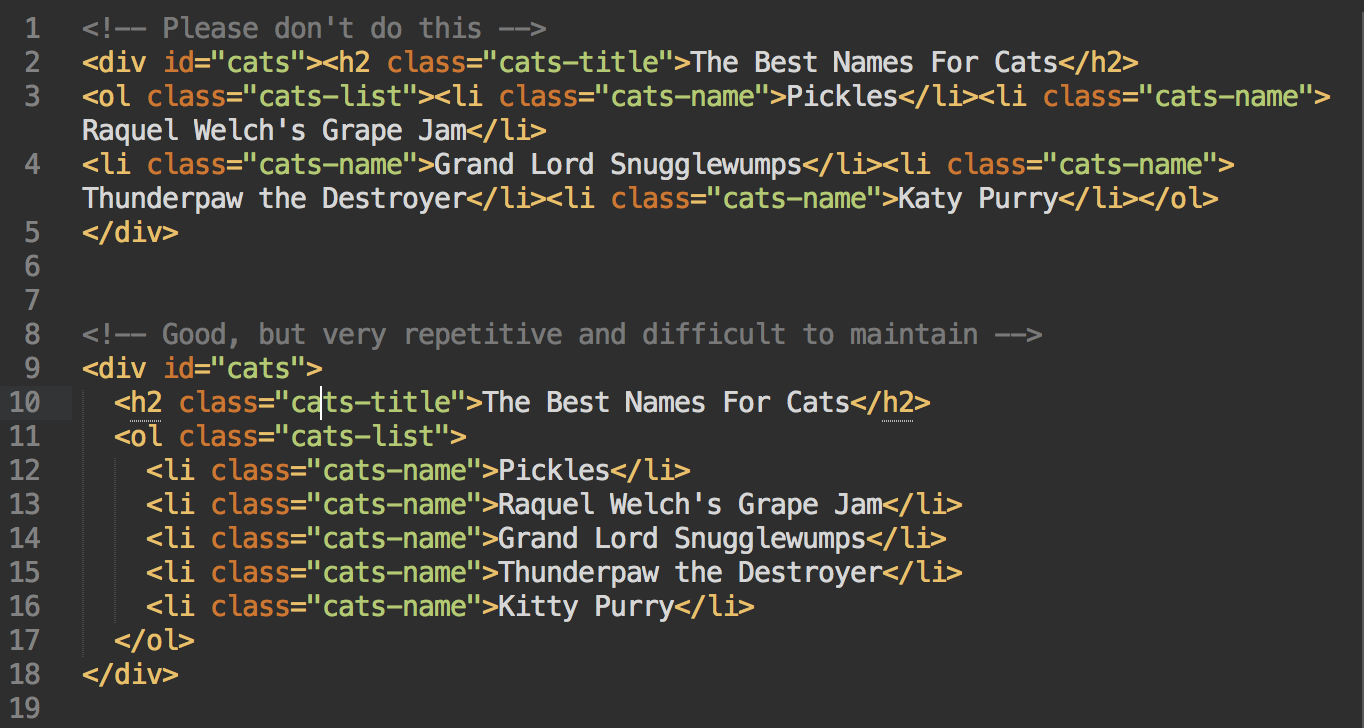 1 <!-- Please don't do this -->
2 <div id="cats"><h2 class="cats-title">The Best Names For Cats</h2>
3 <ol class="cats-list"><li class="cats-name">Pickles</li><li class="cats-name">
Raquel Welch's Grape Jam</li>
4 <li class="cats-name">Grand Lord Snugglewumps</li><li class="cats-name">
Thunderpaw the Destroyer</li><li class="cats-name">Katy Purry</li></ol>
5 </div>
6
7
8 <!-- Good, but very repetitive and difficult to maintain -->
9 <div id="cats">
10   <h2 class="cats-title">The Best Names For Cats</h2>
11   <ol class="cats-list">
12     <li class="cats-name">Pickles</li>
13     <li class="cats-name">Raquel Welch's Grape Jam</li>
14     <li class="cats-name">Grand Lord Snugglewumps</li>
15     <li class="cats-name">Thunderpaw the Destroyer</li>
16     <li class="cats-name">Kitty Purry</li>
17   </ol>
18 </div>
19